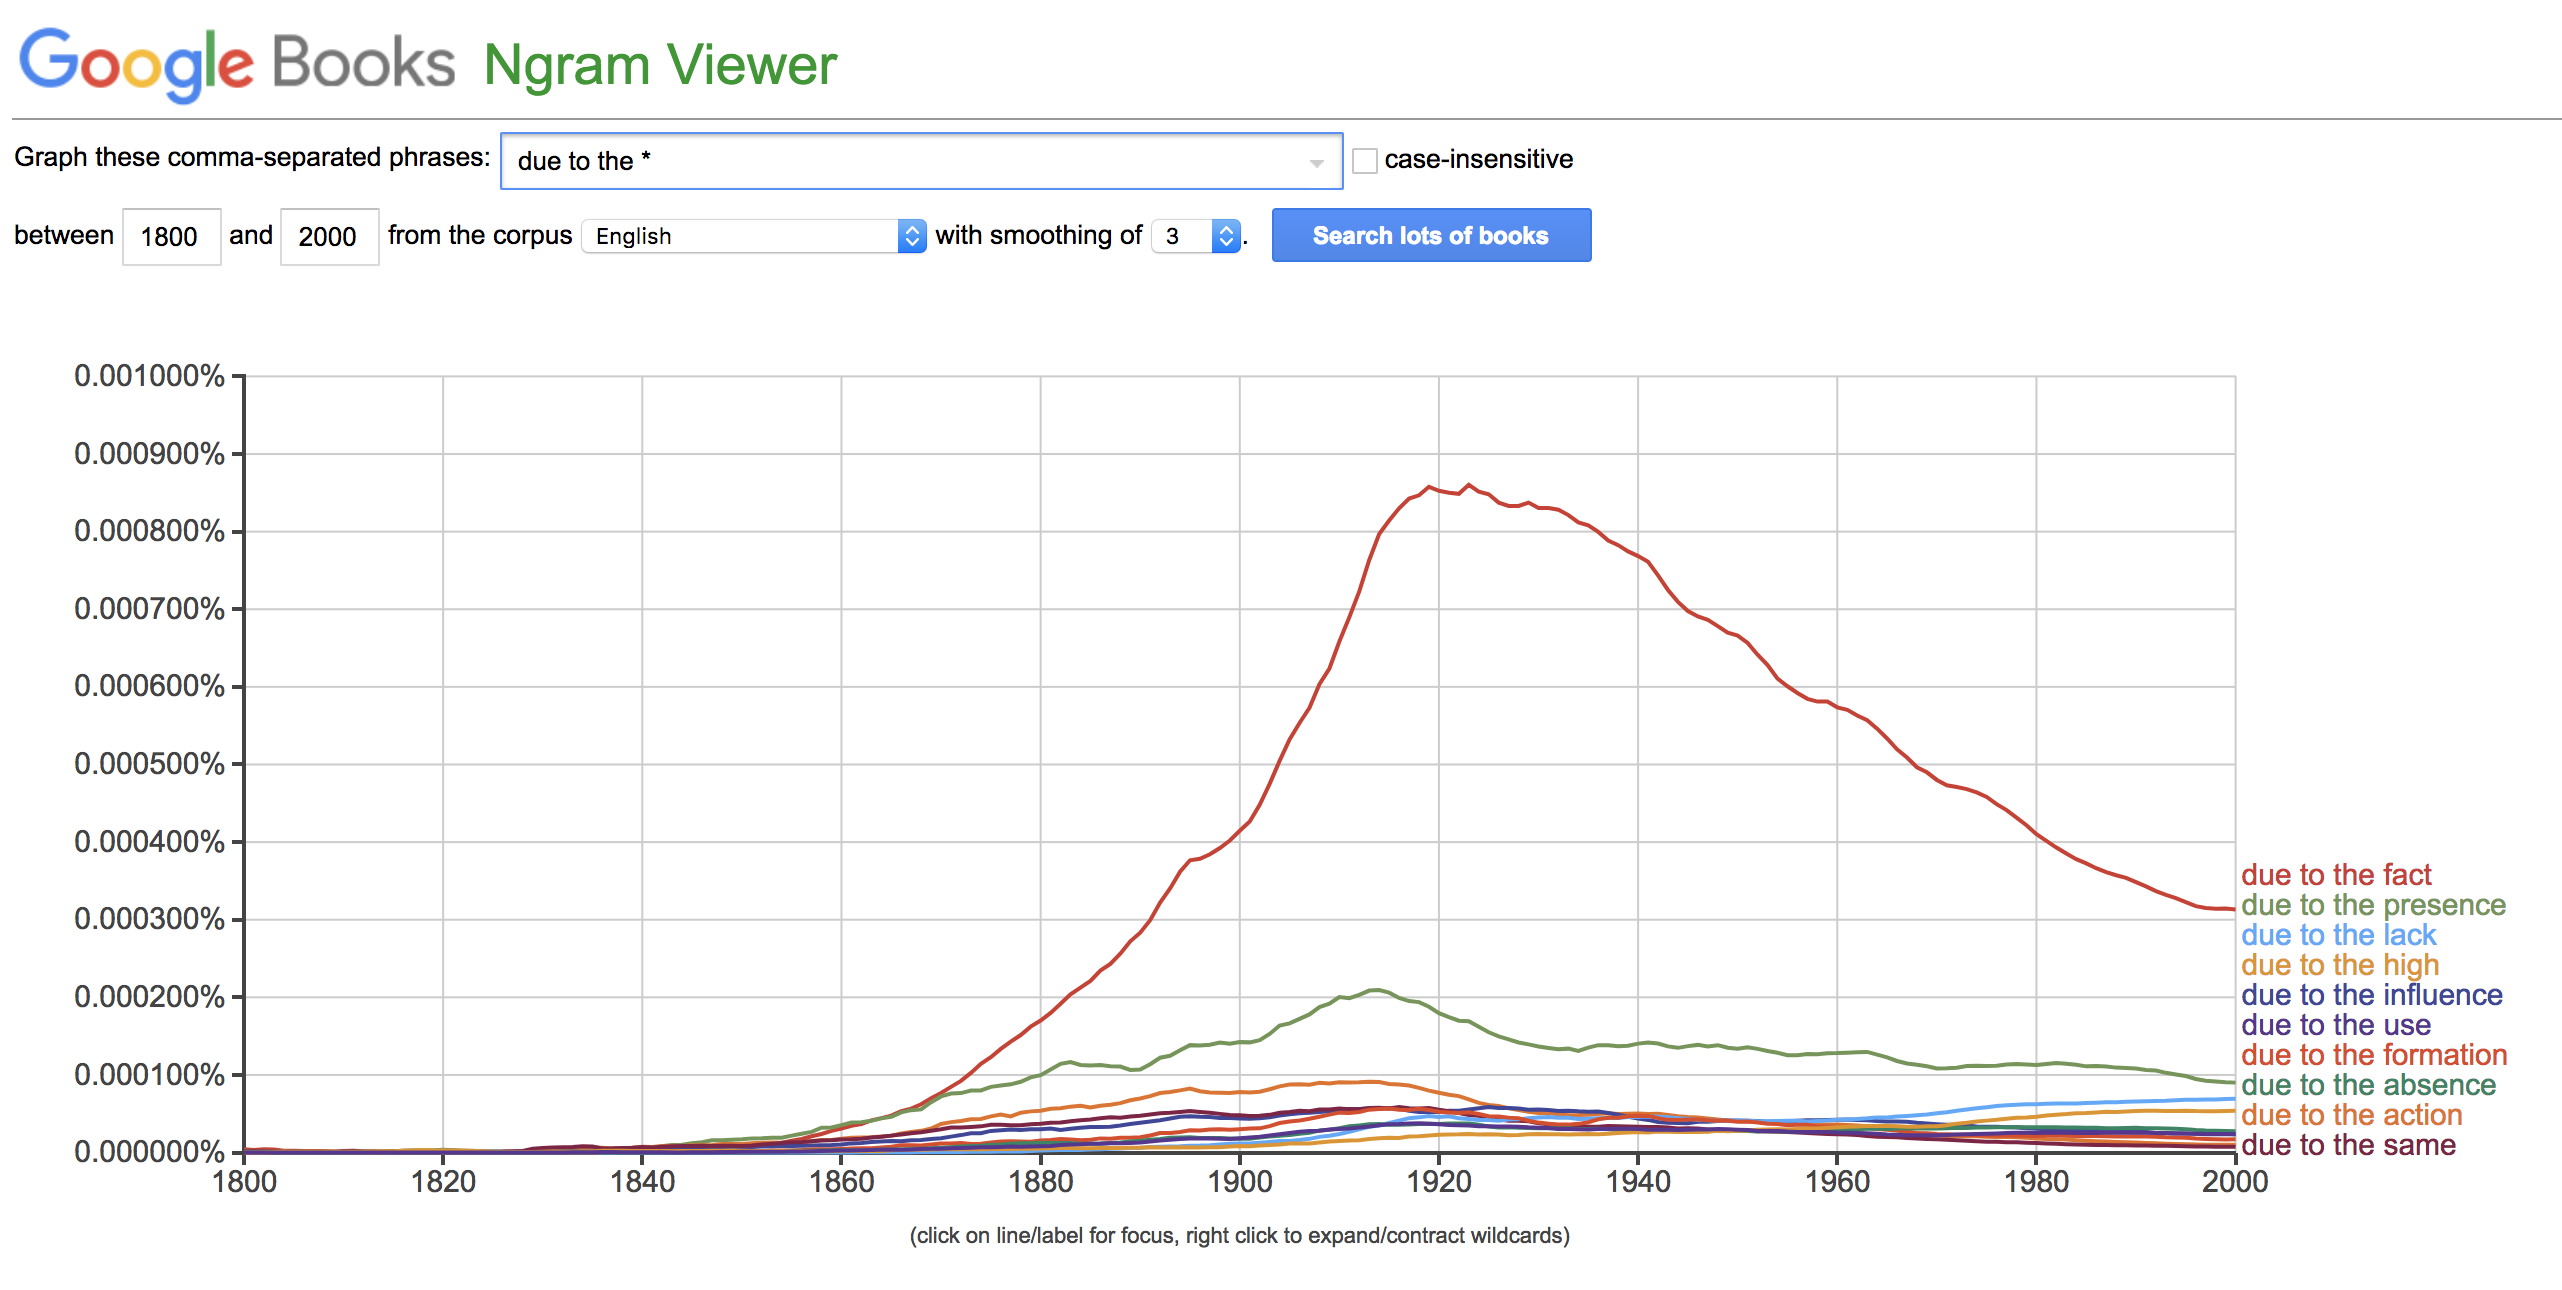 Google Books Ngram Viewer
Graph these comma-separated phrases: due to the * case-insensitive
between 1800 and 2000 from the corpus English with smoothing of 3 . Search lots of books
0.001000%
0.000900%
0.000800%
0.000700%
0.000600%
0.000500%
0.000400%
0.000300%
0.000200%
0.000100%
0.000000%
due to the fact
due to the presence
due to the lack
due to the high
due to the influence
due to the use
due to the formation
due to the absence
due to the action
due to the same
1800 1820 1840 1860 1880 1900 1920 1940 1960 1980 2000
(click on line/label for focus, right click to expand/contract wildcards)